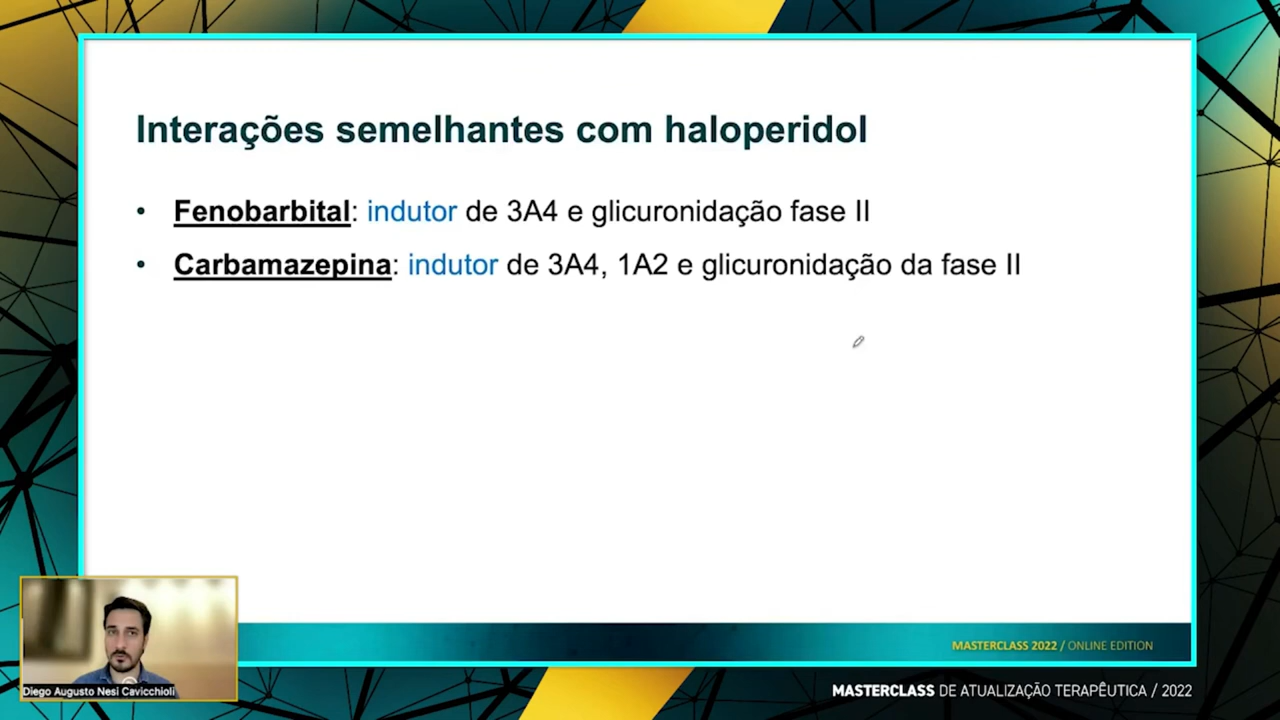 Interações semelhantes com haloperidol
• Fenobarbital: indutor de 3A4 e glicuronidação fase II
• Carbamazepina: indutor de 3A4, 1A2 e glicuronidação da fase II
MASTERCLASS 2022 / ONLINE EDITION
Diego Augusto Nesi Cavicchioli
MASTERCLASS DE ATUALIZAÇÃO TERAPÊUTICA / 2022